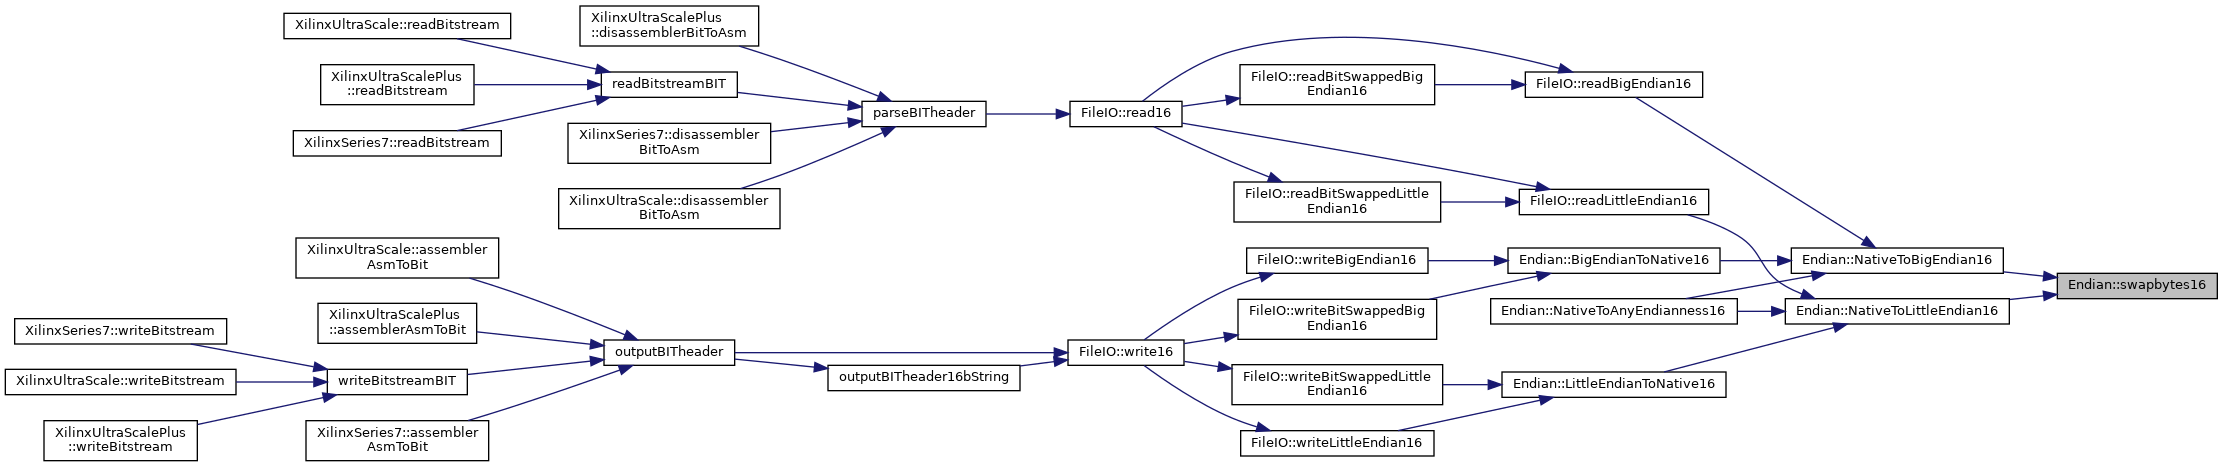 XilinxUltraScale::readBitstream
XilinxUltraScalePlus
::readBitstream
XilinxSeries7::readBitstream
XilinxUltraScalePlus
::disassemblerBitToAsm
readBitstreamBIT
XilinxSeries7::disassembler
BitToAsm
XilinxUltraScale::disassembler
BitToAsm
parseBITheader
FileIO::read16
FileIO::readBitSwappedBig
Endian16
FileIO::readBitSwappedLittle
Endian16
FileIO::readBigEndian16
FileIO::readLittleEndian16
XilinxUltraScale::assembler
AsmToBit
XilinxUltraScalePlus
::assemblerAsmToBit
XilinxSeries7::writeBitstream
XilinxUltraScale::writeBitstream
XilinxUltraScalePlus
::writeBitstream
writeBitstreamBIT
XilinxSeries7::assembler
AsmToBit
outputBITheader
outputBITheader16bString
FileIO::write16
FileIO::writeBigEndian16
FileIO::writeBitSwappedBig
Endian16
FileIO::writeBitSwappedLittle
Endian16
FileIO::writeLittleEndian16
Endian::BigEndianToNative16
Endian::NativeToAnyEndianness16
Endian::LittleEndianToNative16
Endian::NativeToBigEndian16
Endian::NativeToLittleEndian16
Endian::swapbytes16